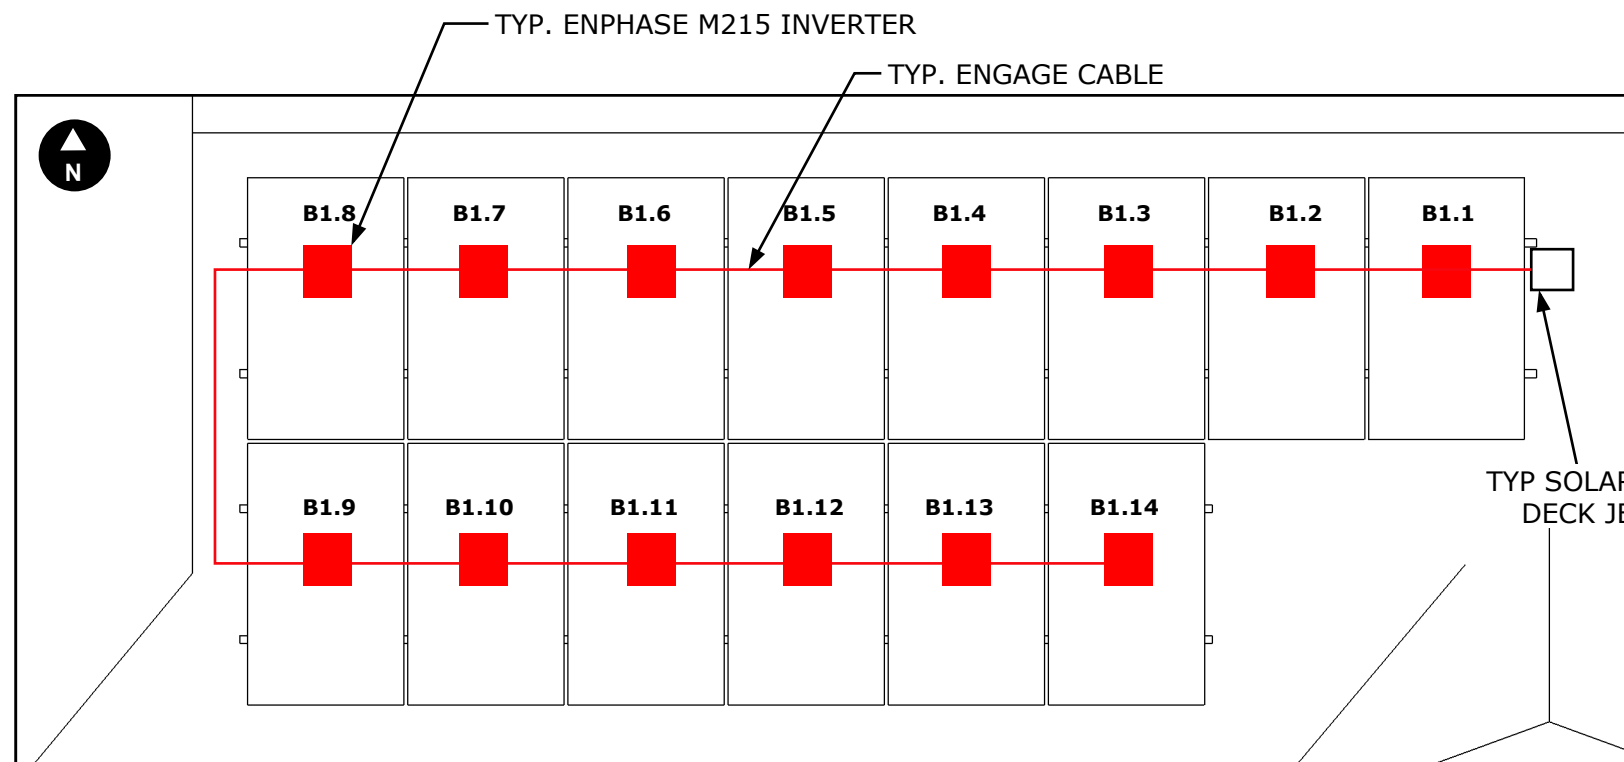 TYP. ENPHASE M215 INVERTER
TYP. ENGAGE CABLE
N
B1.8 B1.7 B1.6 B1.5 B1.4 B1.3 B1.2 B1.1
TYP SOLAR
DECK
B1.9 B1.10 B1.11 B1.12 B1.13 B1.14